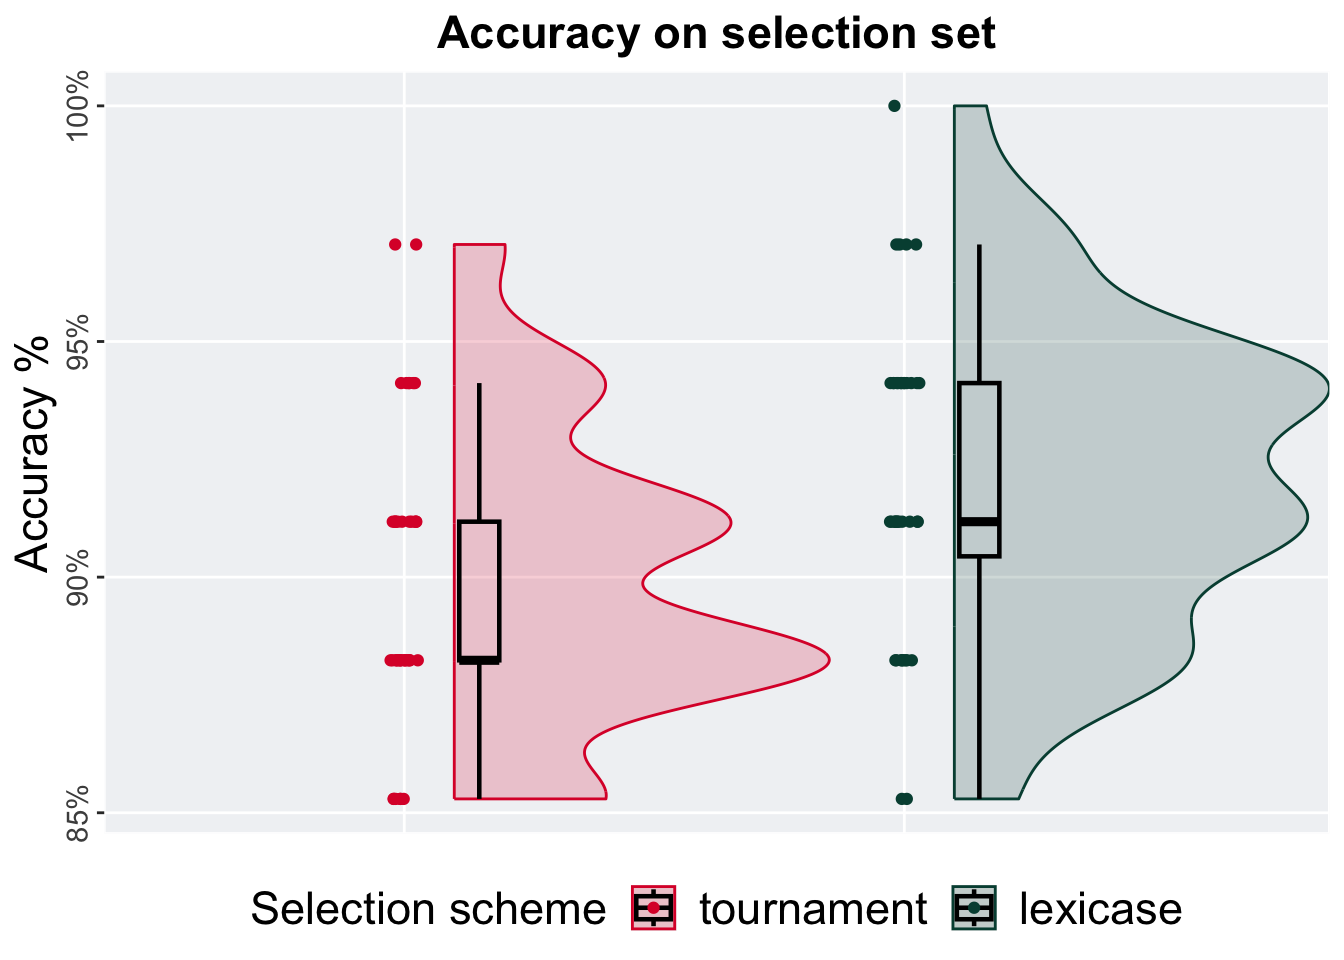 Accuracy on selection set
Accuracy %
100%
95%
90%
85%
Selection scheme tournament lexicase